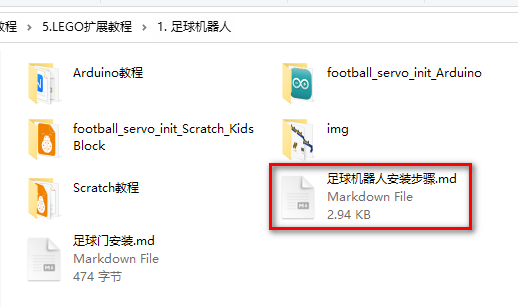 教程 > 5.LEGO扩展教程 > 1. 足球机器人
Arduino教程
football_servo_init_Arduino
football_servo_init_Scratch_Kids
Block
img
Scratch教程
足球机器人安装步骤.md
Markdown File
2.94 KB
足球门安装.md
Markdown File
474 字节